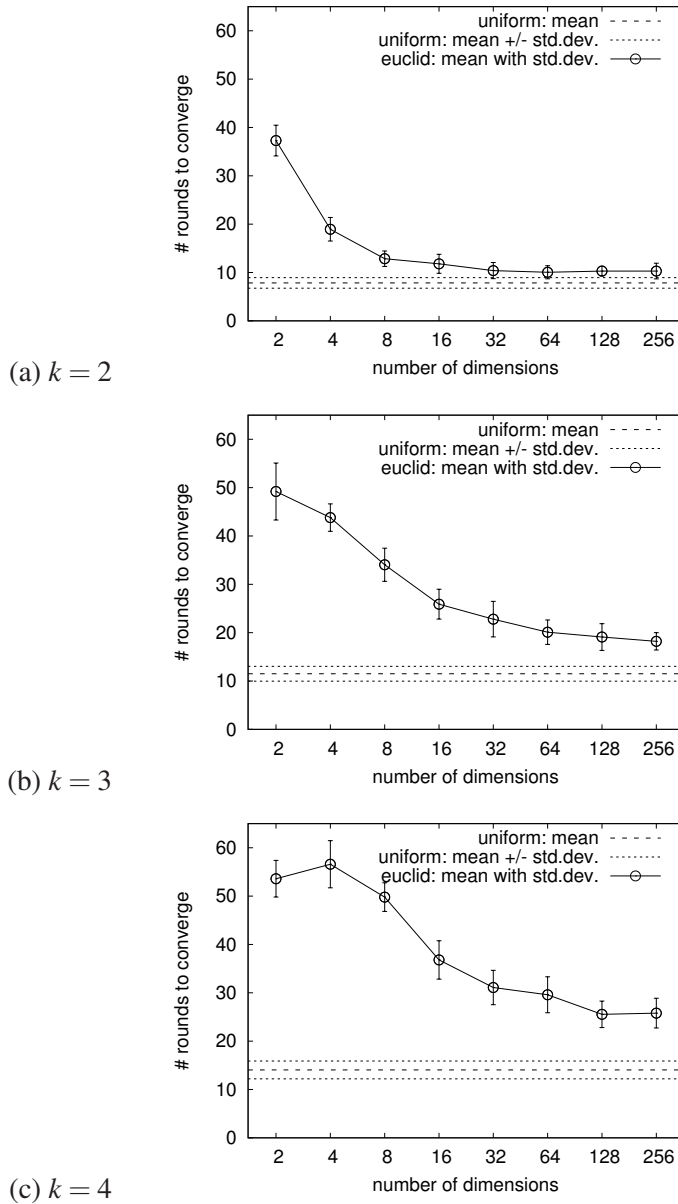 60
50
40
30
20
10
0
# rounds to converge
uniform: mean
uniform: mean +/- std.dev.
euclid: mean with std.dev.
2 4 8 16 32 64 128 256
number of dimensions
(a) k = 2
60
50
40
30
20
10
0
# rounds to converge
uniform: mean
uniform: mean +/- std.dev.
euclid: mean with std.dev.
2 4 8 16 32 64 128 256
number of dimensions
(b) k = 3
60
50
40
30
20
10
0
# rounds to converge
uniform: mean
uniform: mean +/- std.dev.
euclid: mean with std.dev.
2 4 8 16 32 64 128 256
number of dimensions
(c) k = 4